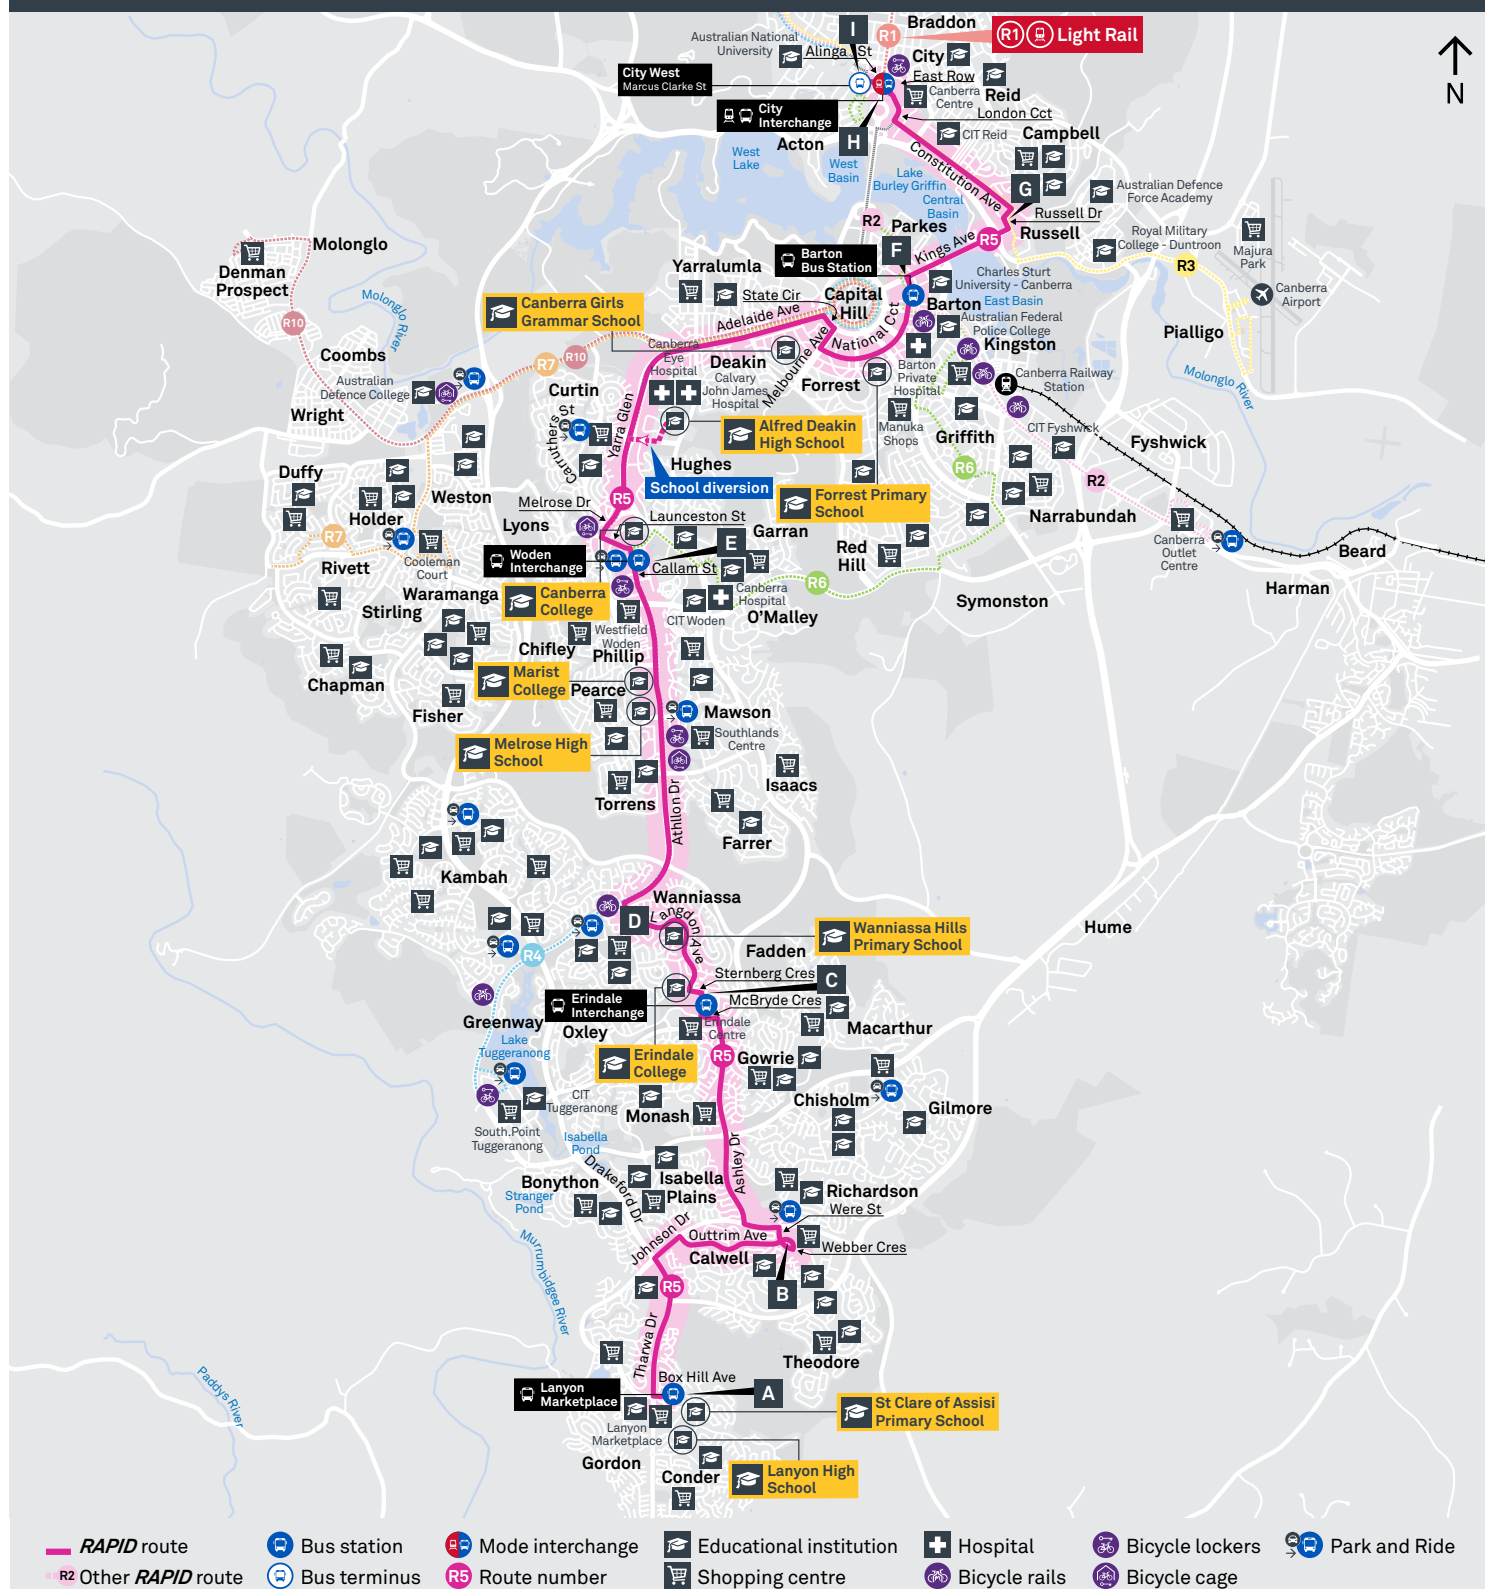 Braddon
I
R1
R1 Light Rail
Australian National
University
Alinga St
City
N
City West
Marcus Clarke St
East Row
Canberra
Centre
Reid
City
Interchange
London Cct
H
Acton
CIT Reid
Campbell
West
Lake
West
Basin
Constitution Ave
Lake
Burley Griffin
Central
Basin
G
Australian Defence
Force Academy
R2
Parkes
Russell Dr
Russell
Royal Military
College - Duntroon
Majura
Park
Molonglo
Denman
Prospect
Barton
Bus Station
F
Kings Ave
R5
R3
Yarralumla
Charles Sturt
University - Canberra
Canberra
Airport
Molonglo
River
State Cir
Capital
Hill
Barton
East Basin
Canberra Girls
Grammar School
Adelaide Ave
National Cct
Australian Federal
Police College
Pialligo
R10
Coombs
Canberra
Eye
Hospital
Deakin
Melbourne Ave
Kingston
R7
R10
Australian
Defence College
Curtin
Calvary
John James
Hospital
Forrest
Barton
Private
Hospital
Canberra Railway
Station
Molonglo River
Wright
Carruthers St
Yarra Glen
Alfred Deakin
High School
Manuka
Shops
CIT Fyshwick
Griffith
Fyshwick
Duffy
Weston
Hughes
School diversion
R6
R2
Holder
Melrose Dr
R5
Forrest Primary
School
Lyons
Launceston St
Garran
Narrabundah
R7
Rivett
Cooleman
Court
Woden
Interchange
E
Red
Hill
Canberra
Outlet
Centre
Beard
Callam St
Harman
Waramanga
Canberra
College
R6
Stirling
Canberra
Hospital
CIT Woden
O'Malley
Symonston
Westfield
Woden
Chifley
Phillip
Chapman
Marist
College
Pearce
Fisher
Mawson
Melrose High
School
Southlands
Centre
Isaacs
Torrens
Athllon Dr
Farrer
Kambah
Wanniassa
D
Langdon Ave
Wanniassa Hills
Primary School
Hume
R4
Fadden
Sternberg Cres
C
Erindale
Interchange
McBryde Cres
Greenway
Oxley
Erindale
Centre
Macarthur
Lake
Tuggeranong
Erindale
College
R5
Gowrie
CIT
Tuggeranong
Monash
Chisholm
Gilmore
South.Point
Tuggeranong
Isabella
Pond
Drakeford Dr
Ashley Dr
Isabella
Plains
Bonython
Stranger
Pond
Richardson
Were St
Johnson Dr
Outtrim Ave
Webber Cres
Calwell
Murrumbidgee River
R5
B
Tharwa Dr
Theodore
Paddys River
Box Hill Ave
Lanyon
Marketplace
A
St Clare of Assisi
Primary School
Lanyon
Marketplace
Gordon
Conder
Lanyon High
School
RAPID route
Bus station
Mode interchange
Educational institution
Hospital
Bicycle lockers
Park and Ride
R2 Other RAPID route
Bus terminus
R5 Route number
Shopping centre
Bicycle rails
Bicycle cage